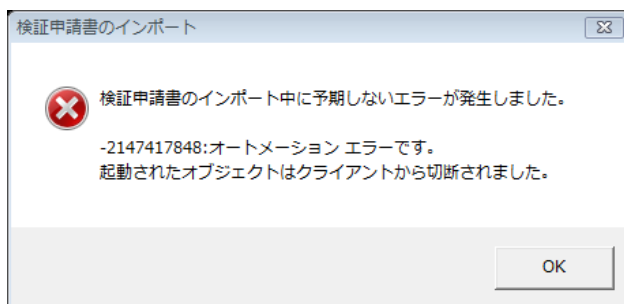 検証申請書のインポート
検証申請書のインポート中に予期しないエラーが発生しました。
-2147417848:オートメーション エラーです。
起動されたオブジェクトはクライアントから切断されました。
OK